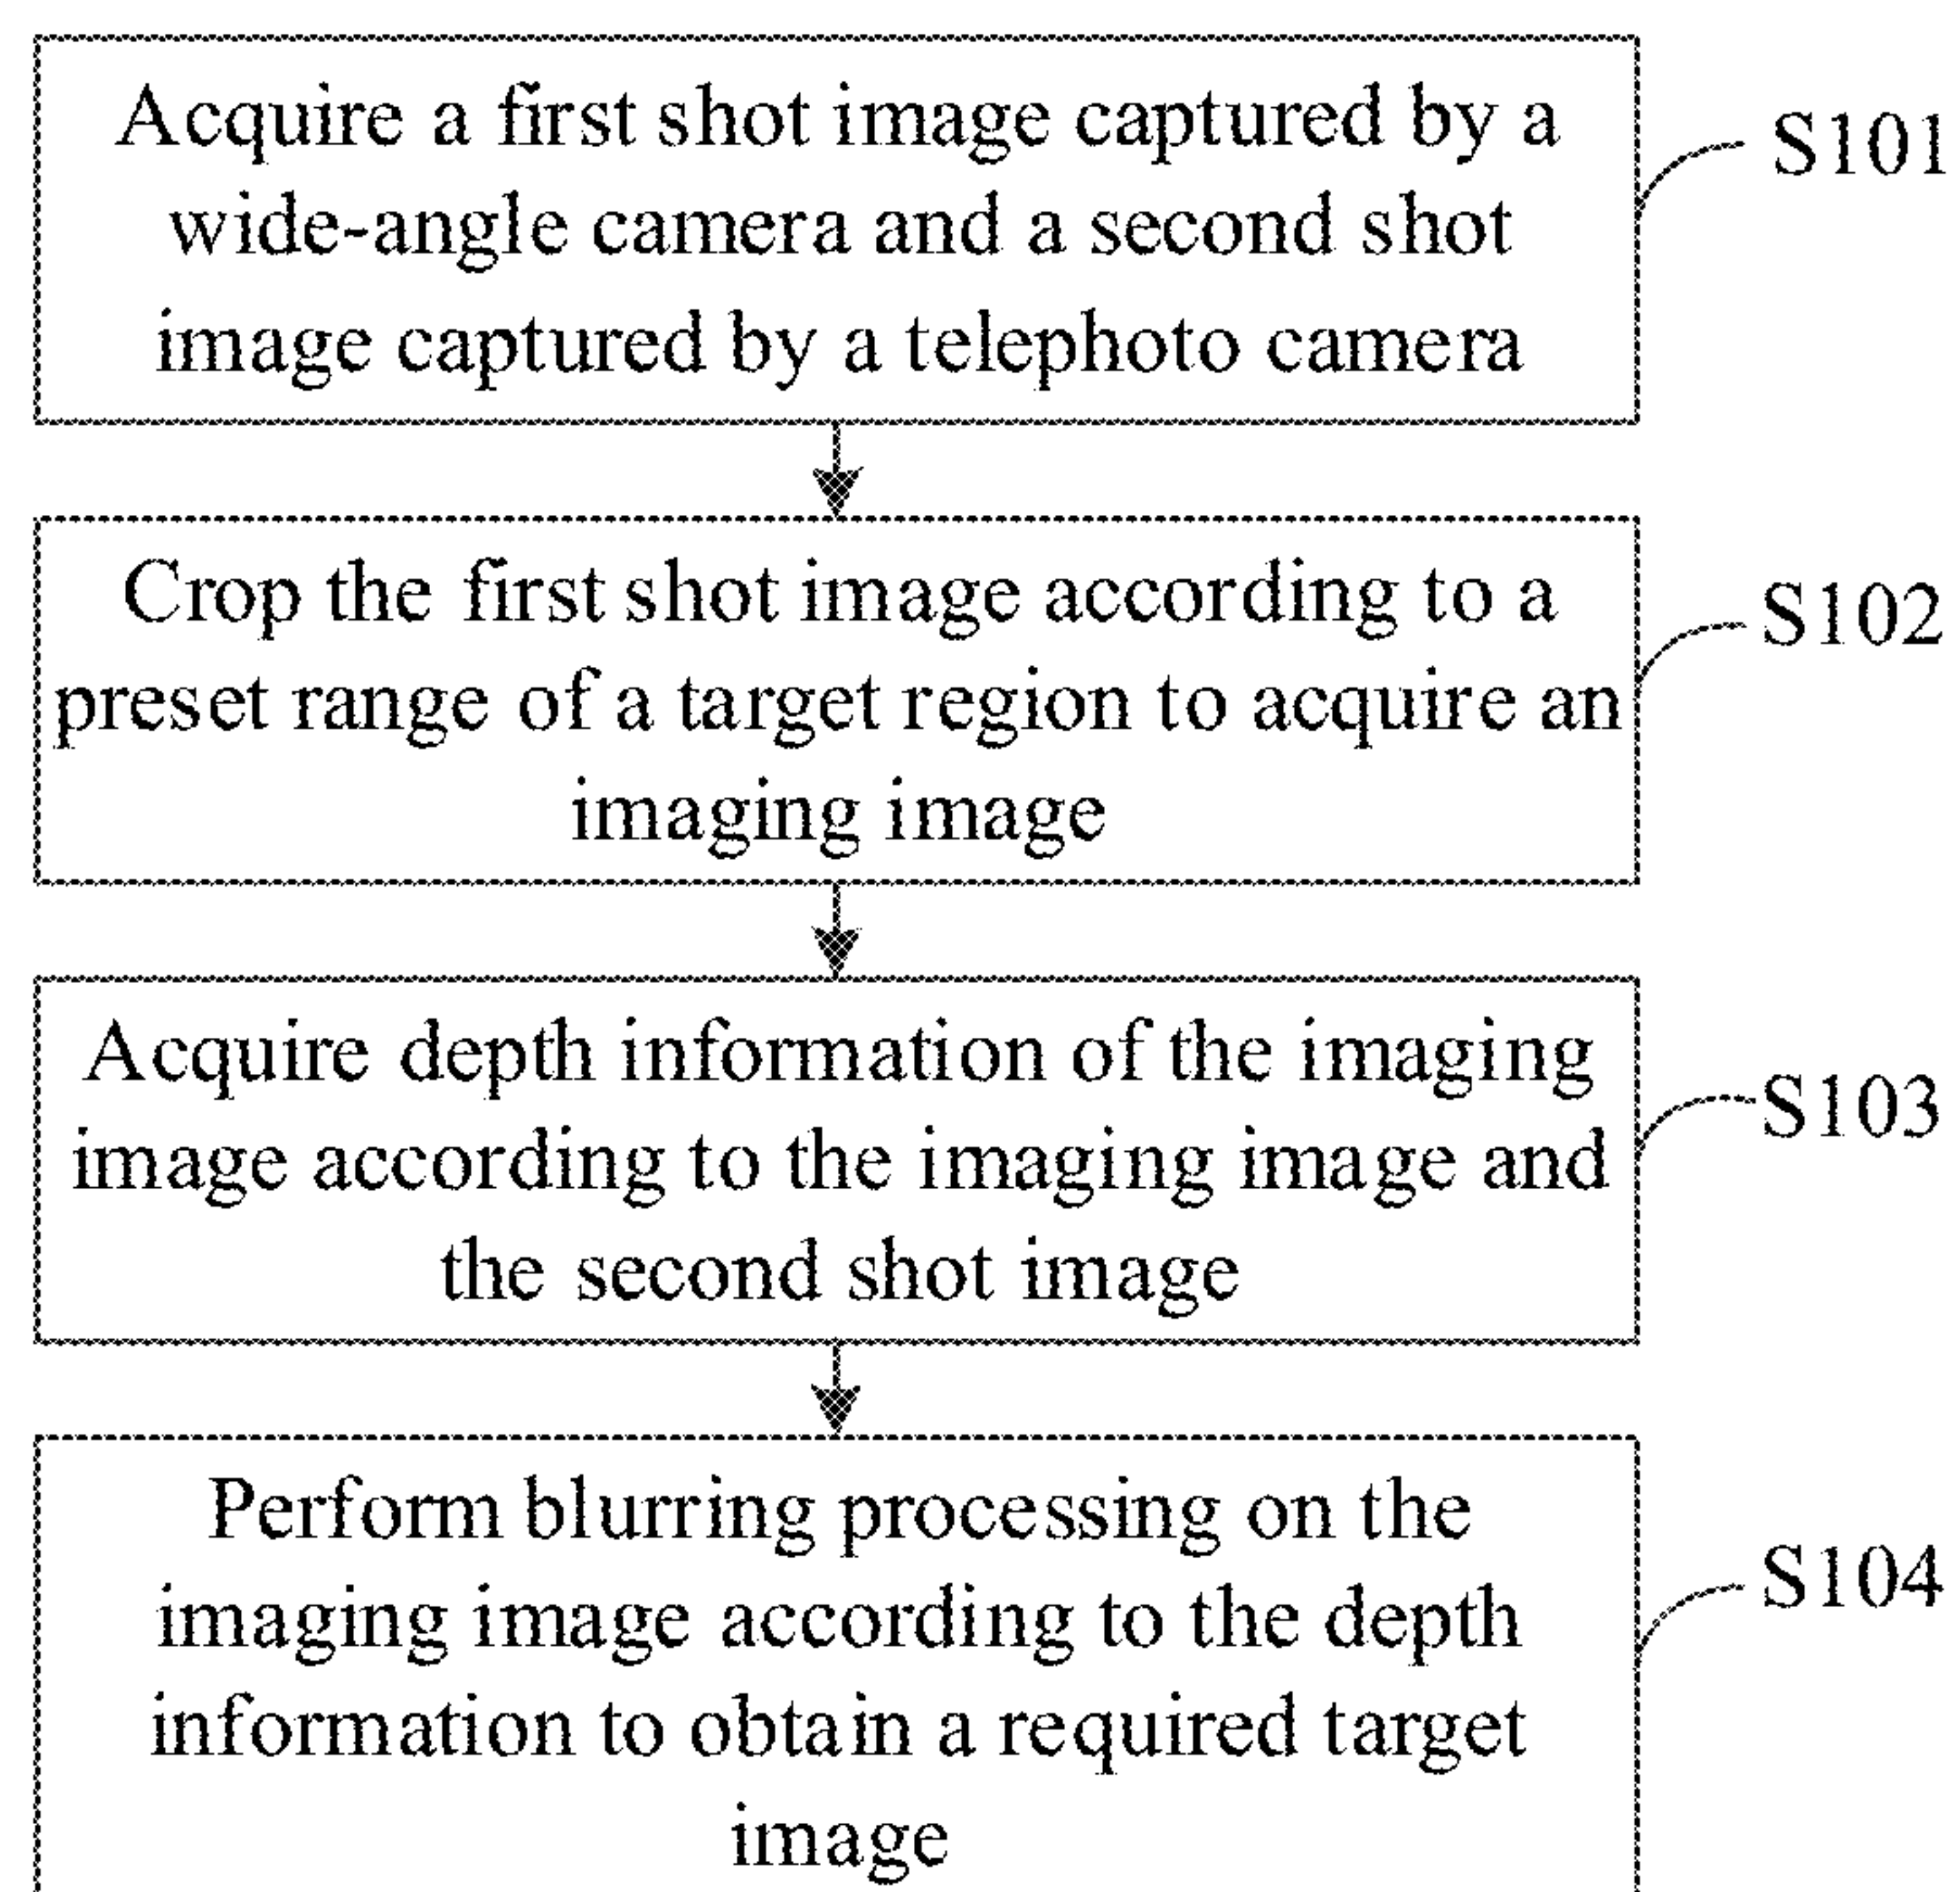 Acquire a first shot image captured by a
wide-angle camera and a second shot
image captured by a telephoto camera
S101
Crop the first shot image according to a
preset range of a target region to acquire an
imaging image
S102
Acquire depth information of the imaging
image according to the imaging image and
the second shot image
S103
Perform blurring processing on the
imaging image according to the depth
information to obtain a required target
image
S104